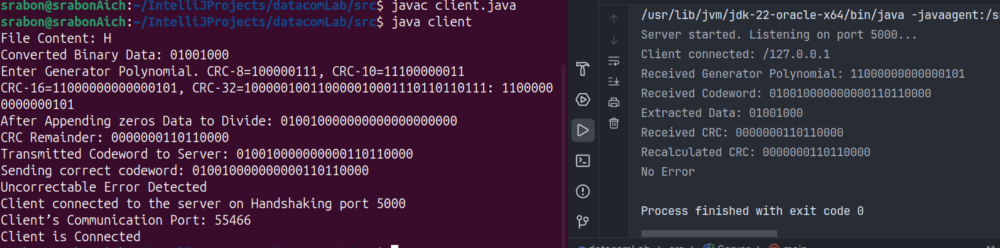 srabon@srabonAich:~/IntelliJProjects/datacomLab/src$ javac client.java
srabon@srabonAich:~/IntelliJProjects/datacomLab/src$ java client
File Content: H
Converted Binary Data: 01001000
Enter Generator Polynomial. CRC-8=100000111, CRC-10=11100000011
CRC-16=11000000000000101, CRC-32=100000100110000010001110110110111: 1100000
0000000101
After Appending zeros Data to Divide: 010010000000000000000000
CRC Remainder: 0000000110110000
Transmitted Codeword to Server: 010010000000000110110000
Sending correct codeword: 010010000000000110110000
Uncorrectable Error Detected
Client connected to the server on Handshaking port 5000
Client’s Communication Port: 55466
Client is Connected
/usr/lib/jvm/jdk-22-oracle-x64/bin/java -javaagent:/s
Server started. Listening on port 5000...
Client connected: /127.0.0.1
Received Generator Polynomial: 11000000000000101
Received Codeword: 010010000000000110110000
Extracted Data: 01001000
Received CRC: 0000000110110000
Recalculated CRC: 0000000110110000
No Error
Process finished with exit code 0